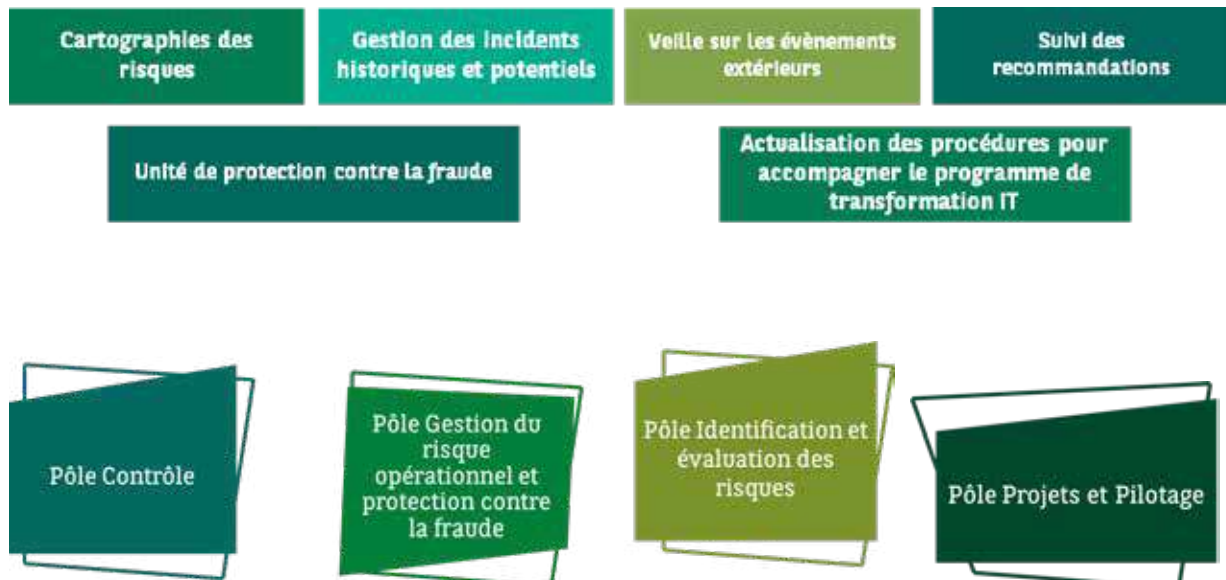 Cartographies des
risques
Gestion des incidents
historiques et potentiels
Veille sur les évènements
extérieurs
Suivi des
recommandations
Unité de protection contre la fraude
Actualisation des procédures pour
accompagner le programme de
transformation IT
Pôle Contrôle
Pôle Gestion du
risque
opérationnel et
protection contre
la fraude
Pôle Identification et
évaluation des
risques
Pôle Projets et Pilotage